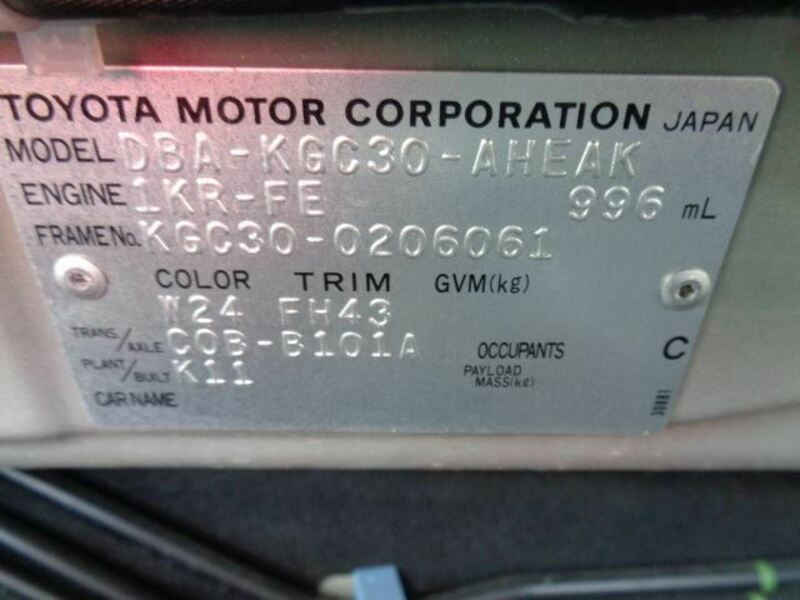 TOYOTA MOTOR CORPORATION JAPAN
MODEL DBA-KGC30-AHEAK
ENGINE 1KR-FE 996 mL
FRAME No. KGC30-0206061
COLOR TRIM GVM(kg)
W24 FH43
TRANS/AXLE C0B-B101A OCCUPANTS C
PLANT/BUILT K11 PAYLOAD MASS(kg)
CAR NAME